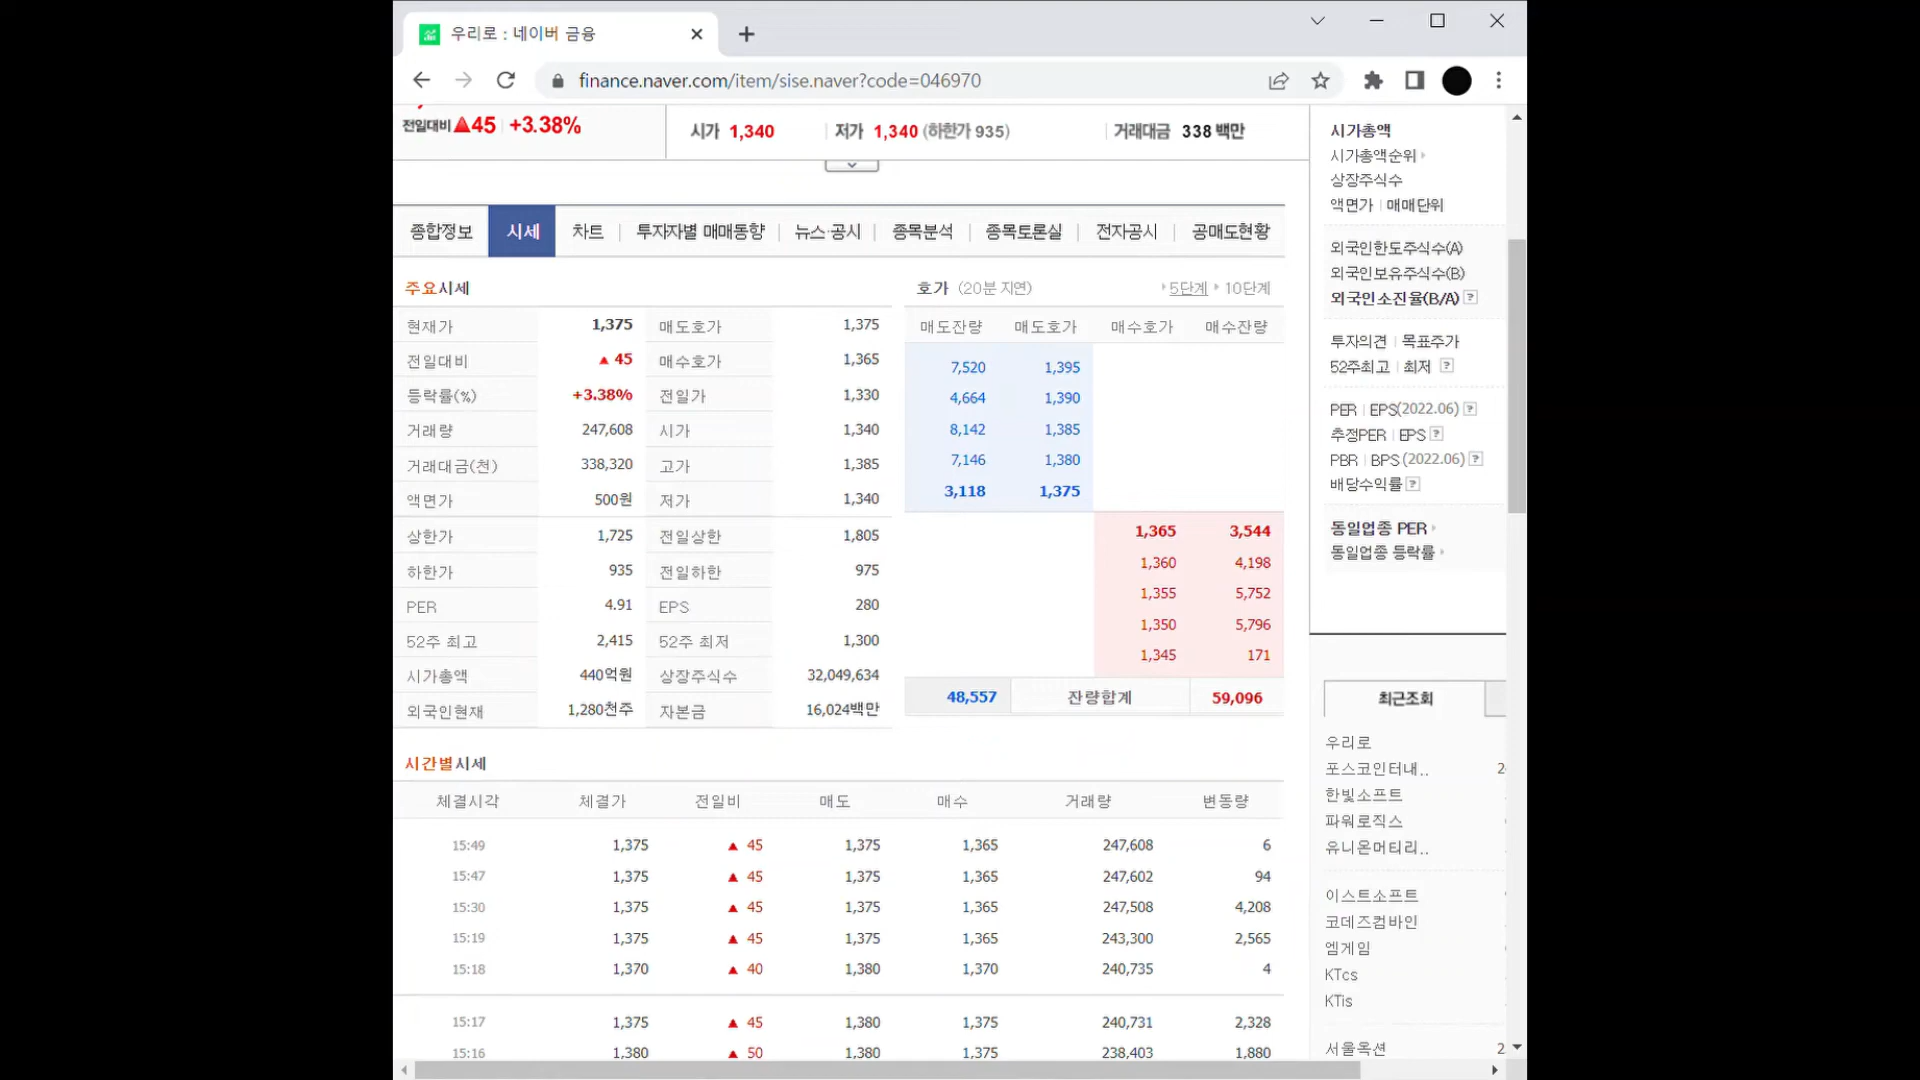 우리로 : 네이버 금융
finance.naver.com/item/sise.naver?code=046970
전일대비 ▲45 +3.38%
시가 1,340 저가 1,340 (하한가 935) 거래대금 338 백만
종합정보 시세 차트 투자자별 매매동향 뉴스·공시 종목분석 종목토론실 전자공시 공매도현황
주요시세
현재가 1,375 매도호가 1,375
전일대비 ▲ 45 매수호가 1,365
등락률(%) +3.38% 전일가 1,330
거래량 247,608 시가 1,340
거래대금(천) 338,320 고가 1,385
액면가 500원 저가 1,340
상한가 1,725 전일상한 1,805
하한가 935 전일하한 975
PER 4.91 EPS 280
52주 최고 2,415 52주 최저 1,300
시가총액 440억원 상장주식수 32,049,634
외국인현재 1,280천주 자본금 16,024백만
호가 (20분 지연) 5단계 10단계
매도잔량 매도호가 매수호가 매수잔량
7,520 1,395
4,664 1,390
8,142 1,385
7,146 1,380
3,118 1,375
1,365 3,544
1,360 4,198
1,355 5,752
1,350 5,796
1,345 171
48,557 잔량합계 59,096
시간별시세
체결시각 체결가 전일비 매도 매수 거래량 변동량
15:49 1,375 ▲ 45 1,375 1,365 247,608 6
15:47 1,375 ▲ 45 1,375 1,365 247,602 94
15:30 1,375 ▲ 45 1,375 1,365 247,508 4,208
15:19 1,375 ▲ 45 1,375 1,365 243,300 2,565
15:18 1,370 ▲ 40 1,380 1,370 240,735 4
15:17 1,375 ▲ 45 1,380 1,375 240,731 2,328
15:16 1,380 ▲ 50 1,380 1,375 238,403 1,880
시가총액
시가총액순위
상장주식수
액면가 | 매매단위
외국인한도주식수(A)
외국인보유주식수(B)
외국인소진율(B/A) ?
투자의견 | 목표주가
52주최고 | 최저 ?
PER | EPS(2022.06) ?
추정PER | EPS ?
PBR | BPS (2022.06) ?
배당수익률 ?
동일업종 PER
동일업종 등락률
최근조회
우리로
포스코인터내.. 2
한빛소프트
파워로직스
유니온머티리..
이스트소프트
코데즈컴바인
엠게임
KTcs
KTis
서울옥션 2